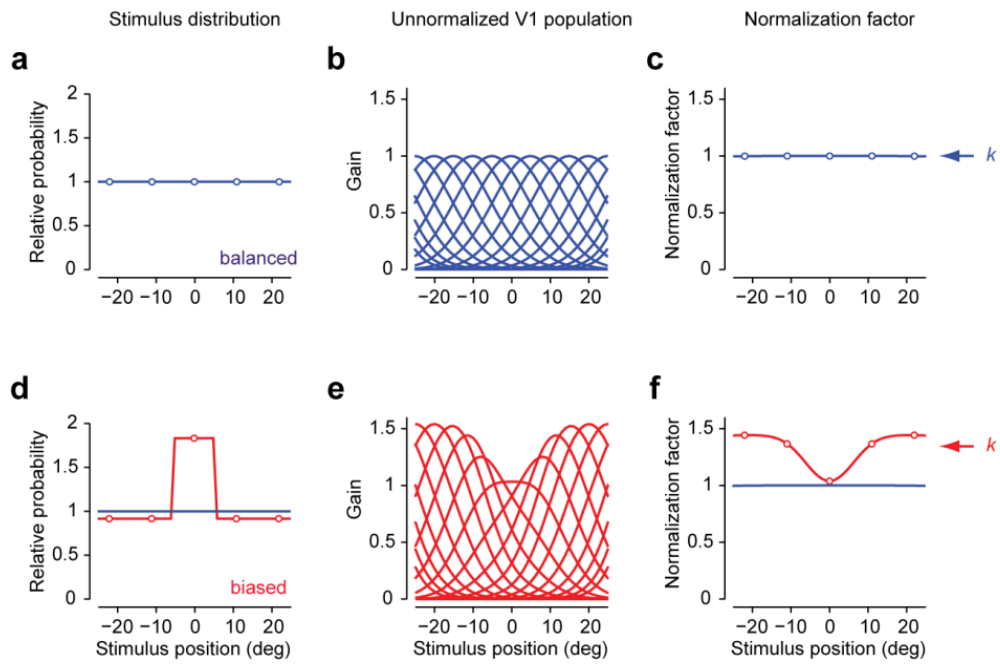 Stimulus distribution
Unnormalized V1 population
Normalization factor
a
b
c
Relative probability
2
1.5
1
0.5
0
balanced
−20 −10 0 10 20
Gain
1.5
1
0.5
0
−20 −10 0 10 20
Normalization factor
1.5
1
0.5
0
k
−20 −10 0 10 20
d
e
f
Relative probability
2
1.5
1
0.5
0
biased
−20 −10 0 10 20
Stimulus position (deg)
Gain
1.5
1
0.5
0
−20 −10 0 10 20
Stimulus position (deg)
Normalization factor
1.5
1
0.5
0
k
−20 −10 0 10 20
Stimulus position (deg)